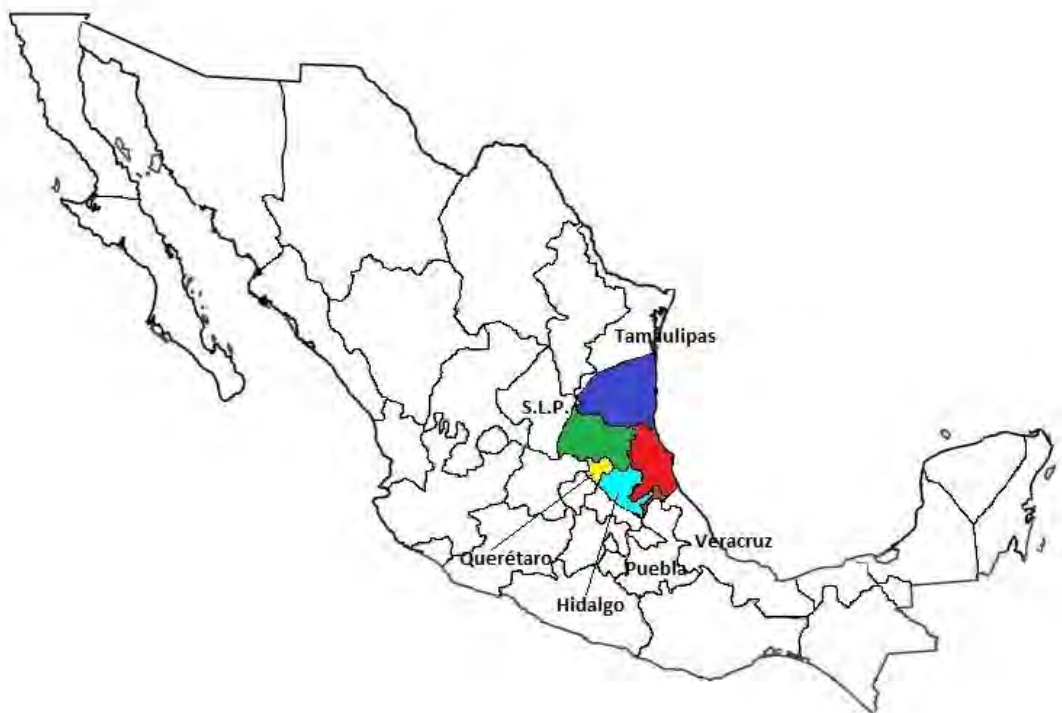 Tamaulipas
S.L.P.
Veracruz
Querétaro
Puebla
Hidalgo